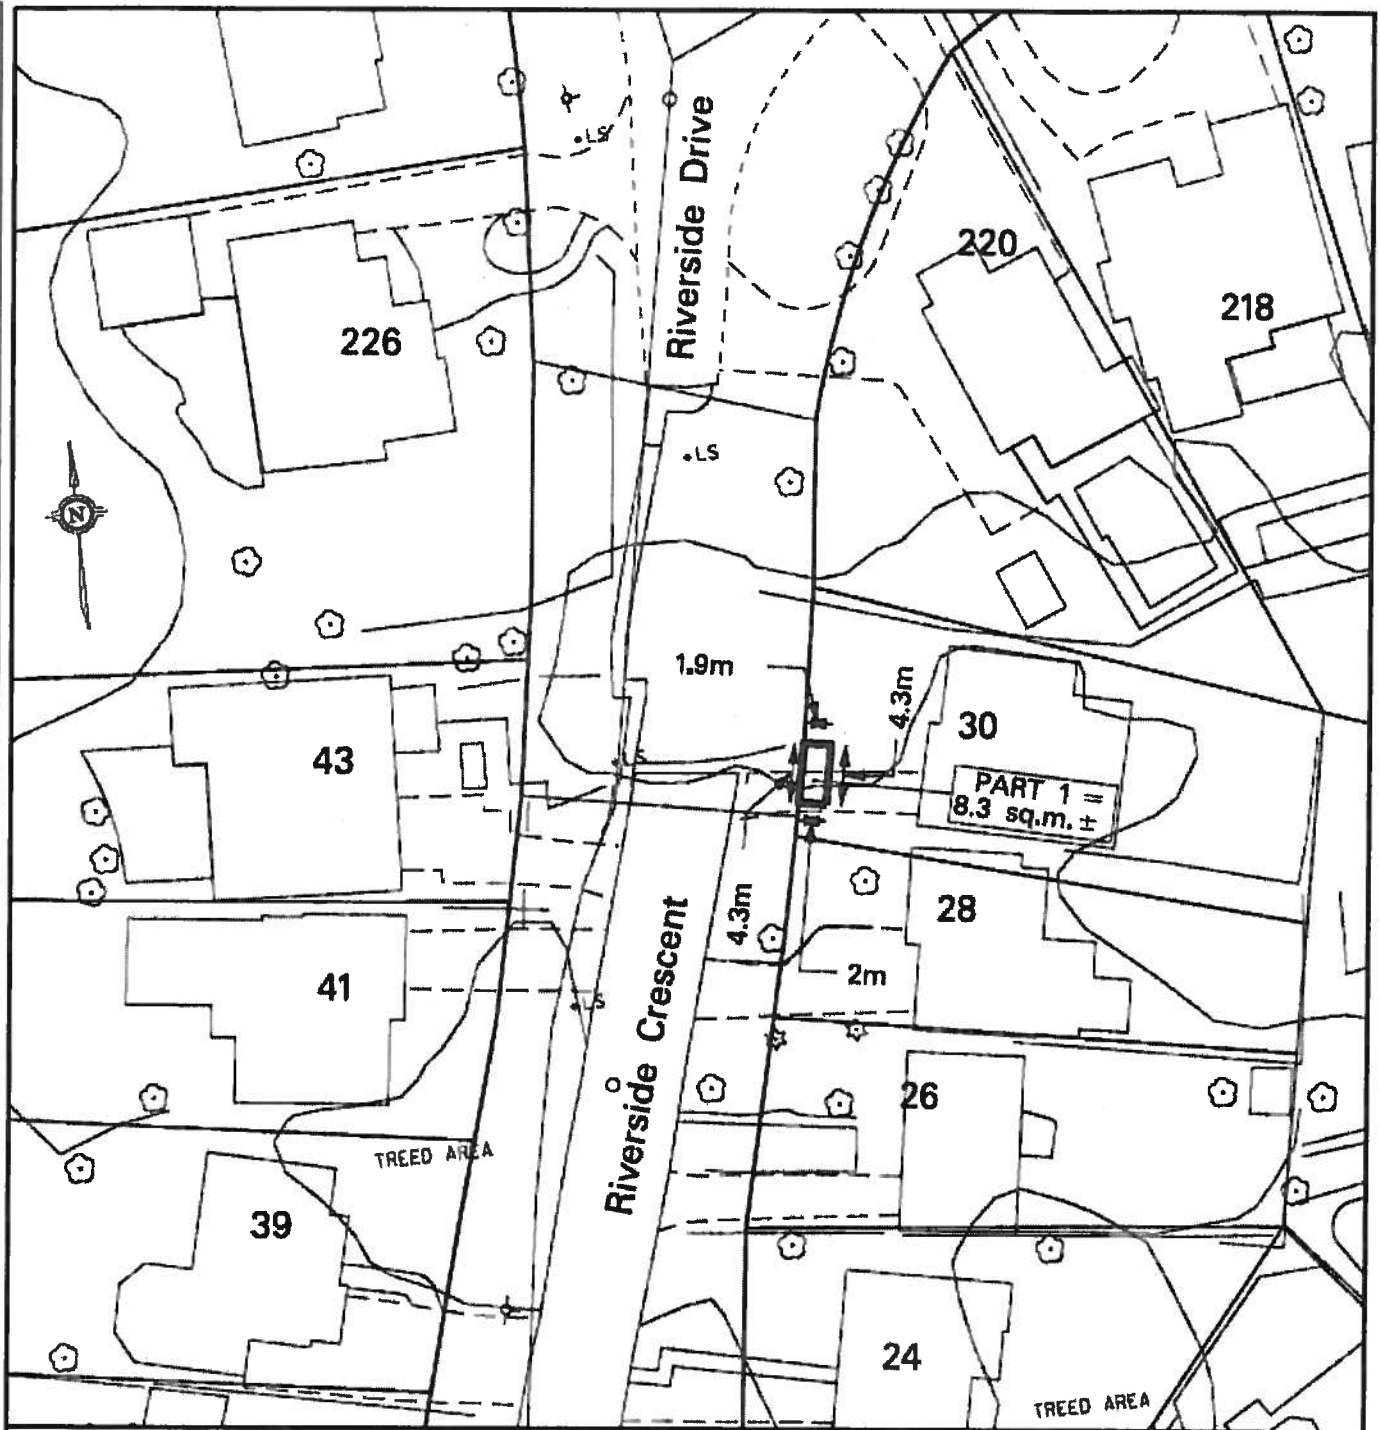 LS
Riverside Drive
220
218
226
LS
N
1.9m
4.3m
30
43
S
PART 1 =
8.3 sq.m. ±
4.3m
28
41
2m
LS
Riverside Crescent
26
TREED AREA
39
24
TREED AREA